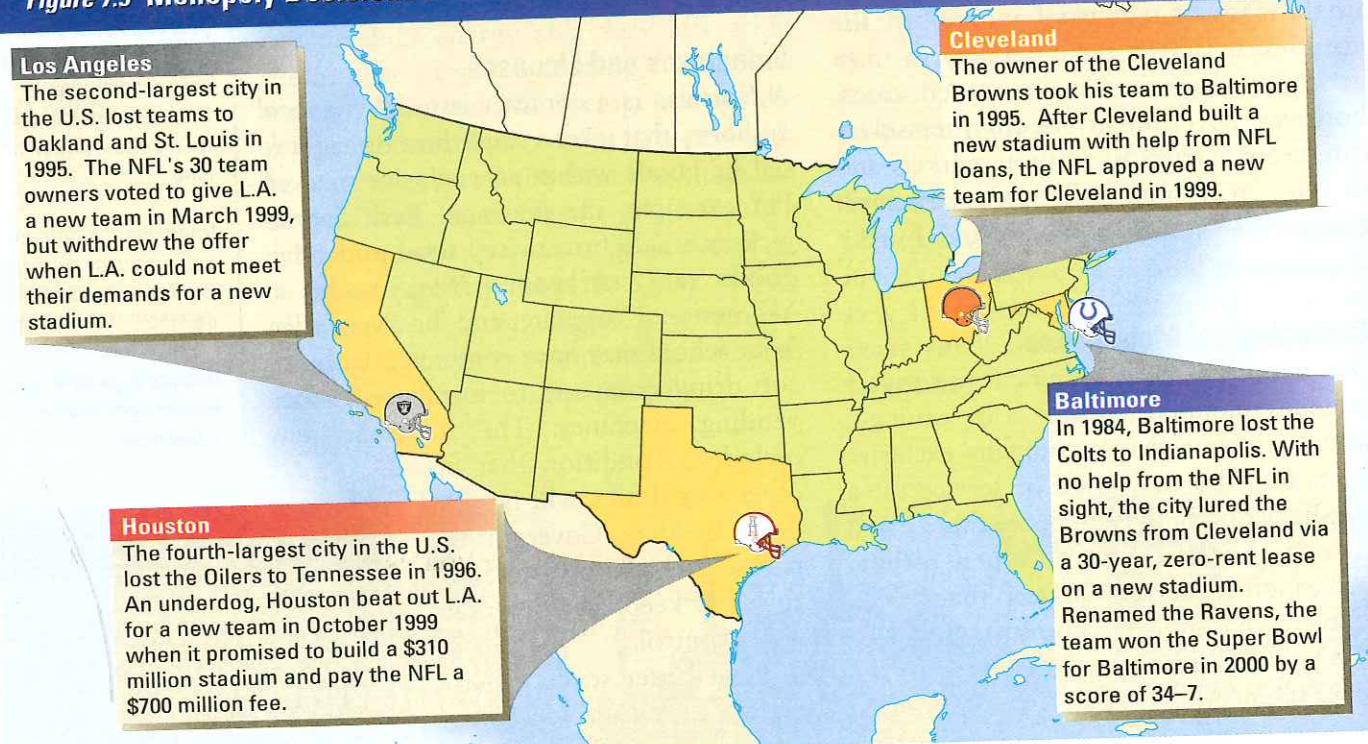 Los Angeles
The second-largest city in
the U.S. lost teams to
Oakland and St. Louis in
1995. The NFL's 30 team
owners voted to give L.A.
a new team in March 1999,
but withdrew the offer
when L.A. could not meet
their demands for a new
stadium.
Cleveland
The owner of the Cleveland
Browns took his team to Baltimore
in 1995. After Cleveland built a
new stadium with help from NFL
loans, the NFL approved a new
team for Cleveland in 1999.
Houston
The fourth-largest city in the U.S.
lost the Oilers to Tennessee in 1996.
An underdog, Houston beat out L.A.
for a new team in October 1999
when it promised to build a $310
million stadium and pay the NFL a
$700 million fee.
Baltimore
In 1984, Baltimore lost the
Colts to Indianapolis. With
no help from the NFL in
sight, the city lured the
Browns from Cleveland via
a 30-year, zero-rent lease
on a new stadium.
Renamed the Ravens, the
team won the Super Bowl
for Baltimore in 2000 by a
score of 34–7.